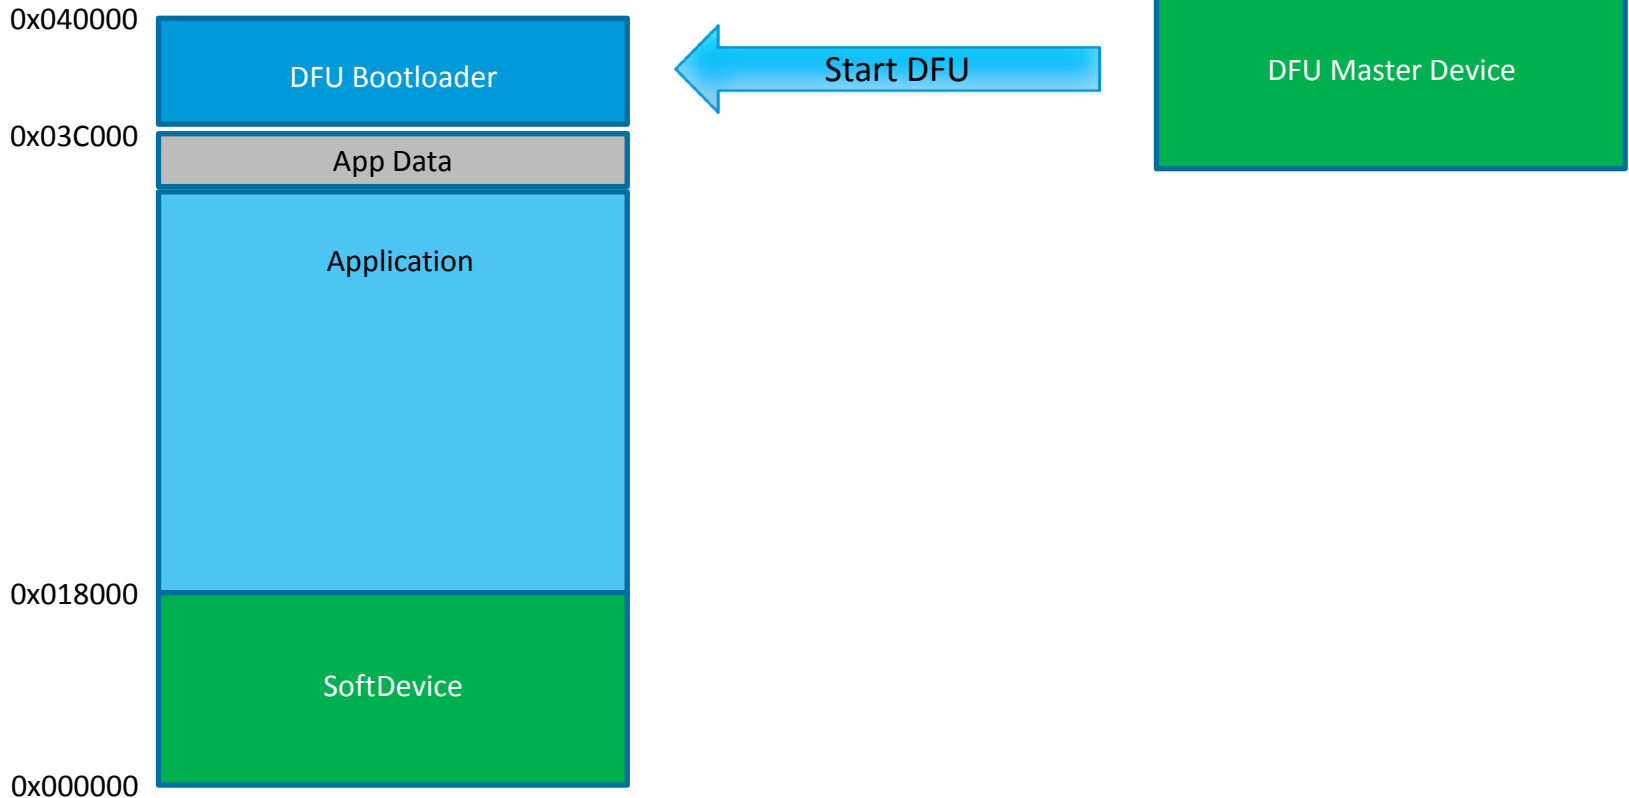 0x040000
DFU Bootloader
Start DFU
DFU Master Device
0x03C000
App Data
Application
0x018000
SoftDevice
0x000000